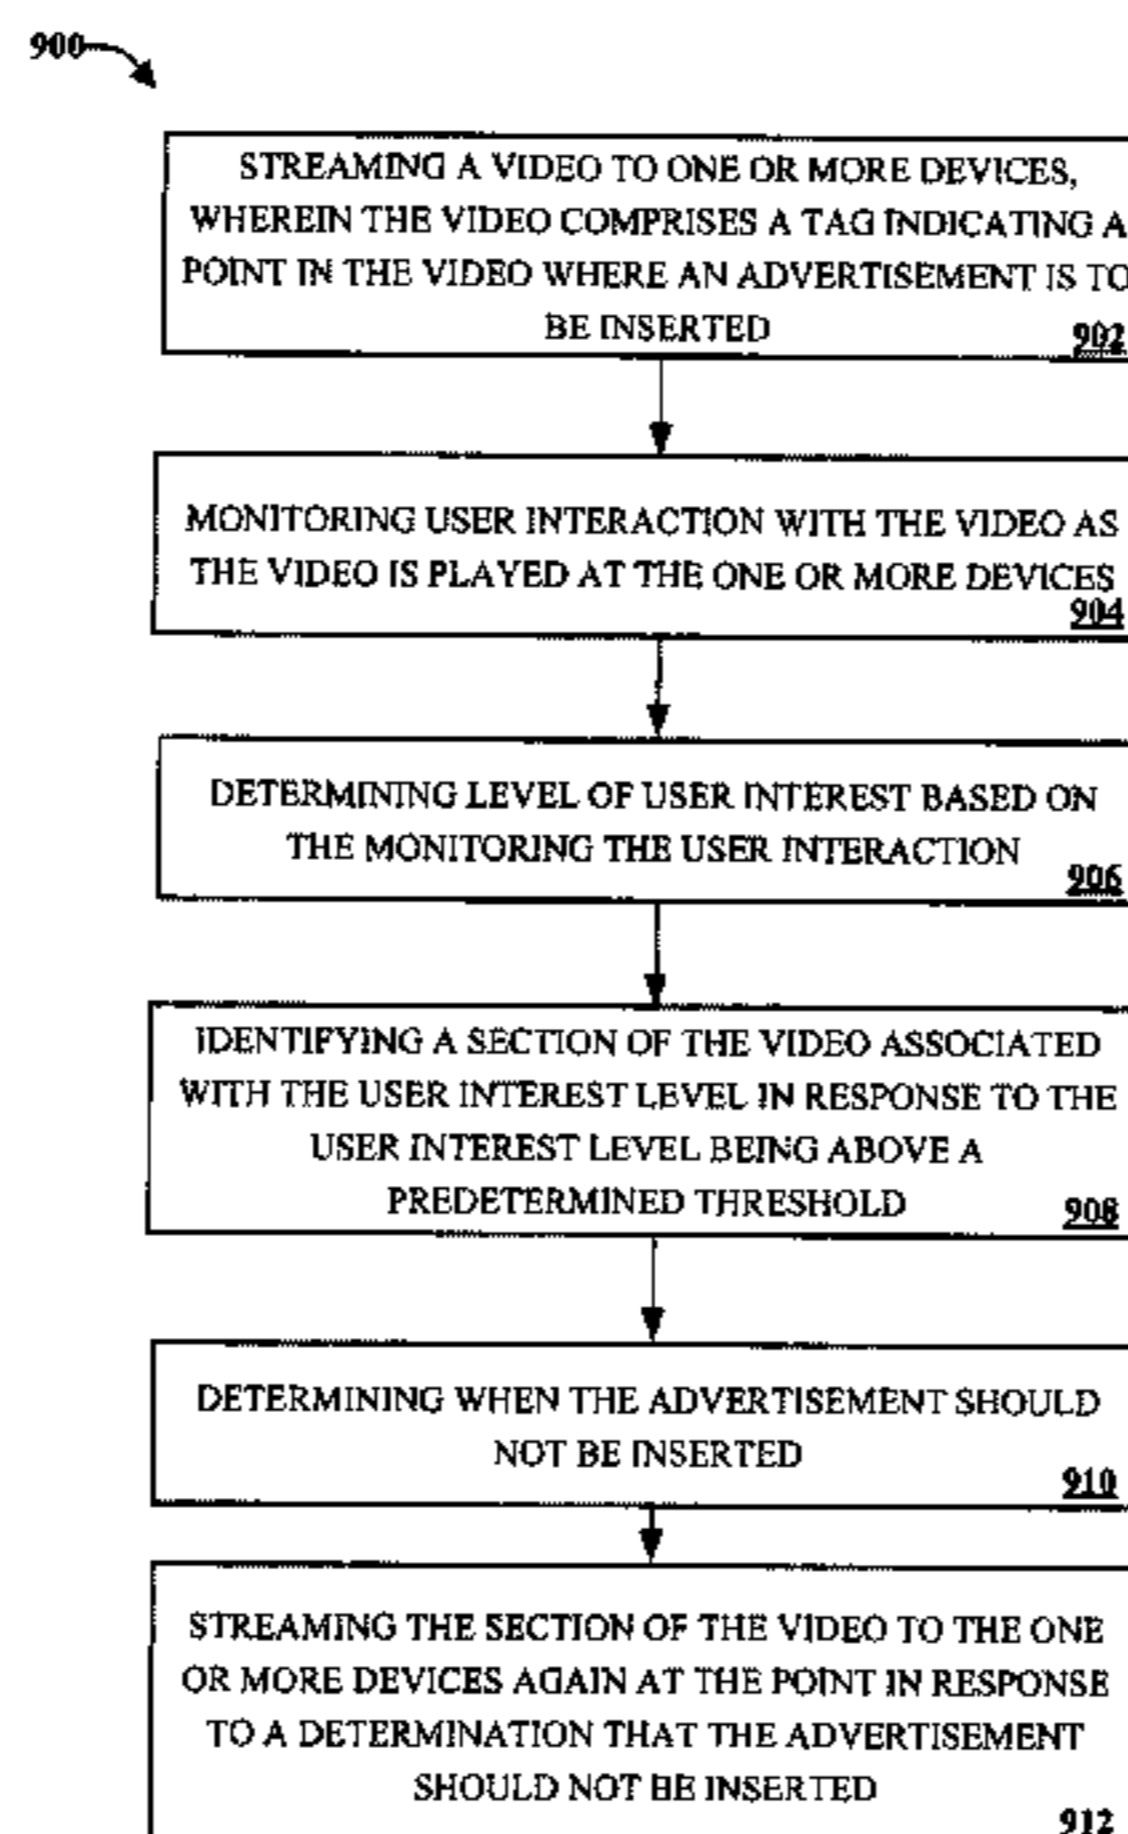 900
STREAMING A VIDEO TO ONE OR MORE DEVICES,
WHEREIN THE VIDEO COMPRISES A TAG INDICATING A
POINT IN THE VIDEO WHERE AN ADVERTISEMENT IS TO
BE INSERTED
902
MONITORING USER INTERACTION WITH THE VIDEO AS
THE VIDEO IS PLAYED AT THE ONE OR MORE DEVICES
904
DETERMINING LEVEL OF USER INTEREST BASED ON
THE MONITORING THE USER INTERACTION
906
IDENTIFYING A SECTION OF THE VIDEO ASSOCIATED
WITH THE USER INTEREST LEVEL IN RESPONSE TO THE
USER INTEREST LEVEL BEING ABOVE A
PREDETERMINED THRESHOLD
908
DETERMINING WHEN THE ADVERTISEMENT SHOULD
NOT BE INSERTED
910
STREAMING THE SECTION OF THE VIDEO TO THE ONE
OR MORE DEVICES AGAIN AT THE POINT IN RESPONSE
TO A DETERMINATION THAT THE ADVERTISEMENT
SHOULD NOT BE INSERTED
912